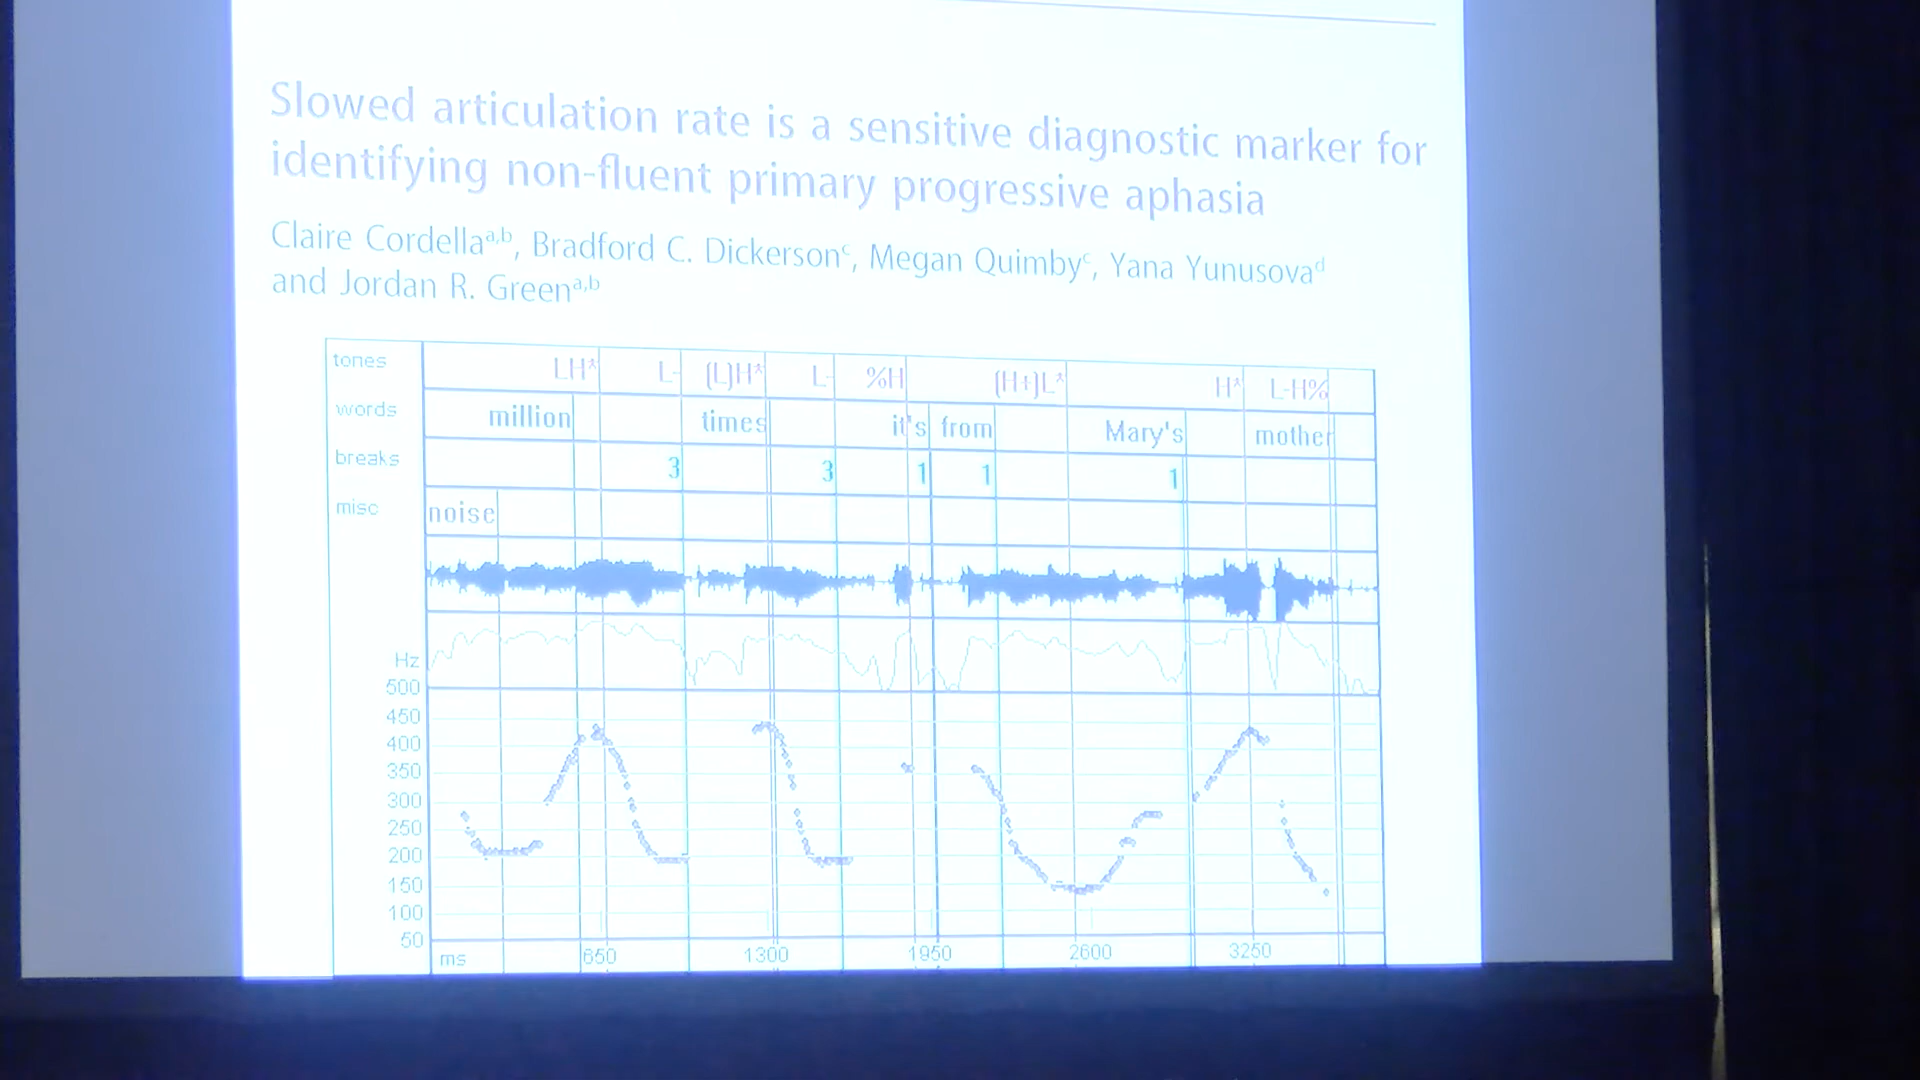 Slowed articulation rate is a sensitive diagnostic marker for
identifying non-fluent primary progressive aphasia
Claire Cordellaa,b, Bradford C. Dickersonc, Megan Quimbyc, Yana Yunusovad
and Jordan R. Greena,b
tones LH* L- (L)H* L- %H (H+)L* H* L-H%
words million times it's from Mary's mother
breaks 3 3 1 1 1
misc noise
Hz
500
450
400
350
300
250
200
150
100
50
ms 650 1300 1950 2600 3250